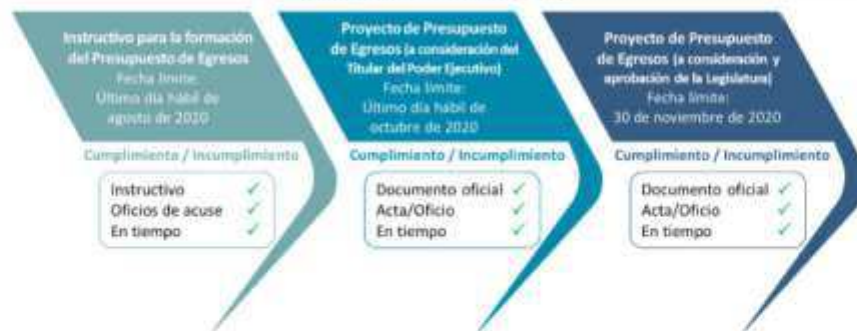 Instructivo para la formación
del Presupuesto de Egresos
Fecha límite:
Último día hábil de
agosto de 2020
Cumplimiento / Incumplimiento
Instructivo ✓
Oficios de acuse ✓
En tiempo ✓
Proyecto de Presupuesto
de Egresos (a consideración del
Titular del Poder Ejecutivo)
Fecha límite:
Último día hábil de
octubre de 2020
Cumplimiento / Incumplimiento
Documento oficial ✓
Acta/Oficio ✓
En tiempo ✓
Proyecto de Presupuesto
de Egresos (a consideración y
aprobación de la Legislatura)
Fecha límite:
30 de noviembre de 2020
Cumplimiento / Incumplimiento
Documento oficial ✓
Acta/Oficio ✓
En tiempo ✓